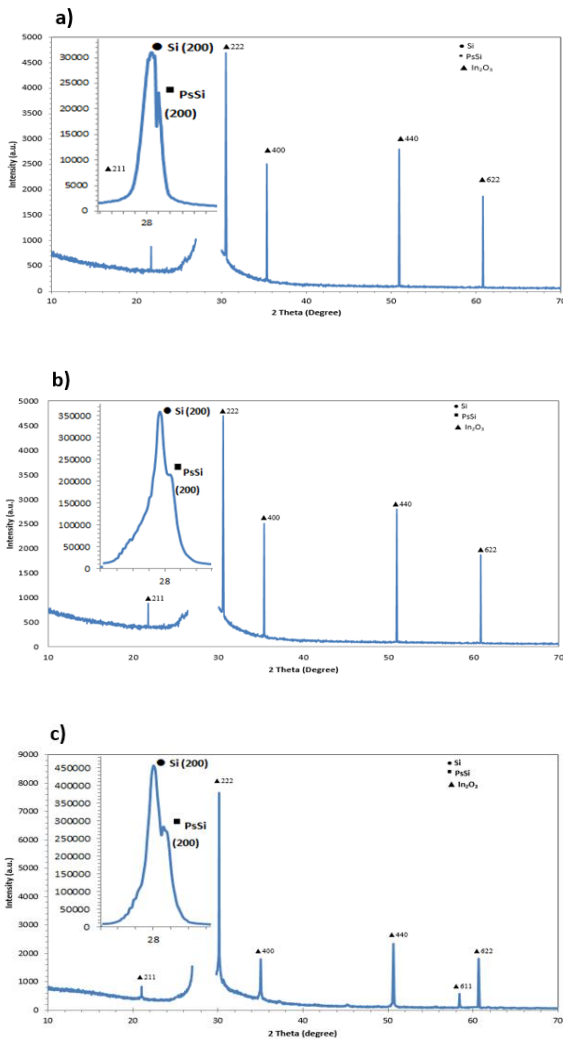 a)
● Si (200)
■ PsSi
(200)
▲211
30000
25000
20000
15000
10000
5000
0
28
▲222
▲400
▲440
▲622
● Si
▪ PsSi
▲ In₂O₃
Intensity (a.u.)
5000
4500
4000
3500
3000
2500
2000
1500
1000
500
0
10 20 30 40 50 60 70
2 Theta (Degree)
b)
● Si (200)
■ PsSi
(200)
350000
300000
250000
200000
150000
100000
50000
0
28
▲211
▲222
▲400
▲440
▲622
● Si
■ PsSi
▲ In₂O₃
Intensity (a.u.)
5000
4500
4000
3500
3000
2500
2000
1500
1000
500
0
10 20 30 40 50 60 70
2 Theta (Degree)
c)
● Si (200)
■ PsSi
(200)
450000
400000
350000
300000
250000
200000
150000
100000
50000
0
28
▲211
▲222
▲400
▲440
▲611
▲622
● Si
■ PsSi
▲ In₂O₃
Intensity (a.u.)
9000
8000
7000
6000
5000
4000
3000
2000
1000
0
10 20 30 40 50 60 70
2 Theta (degree)